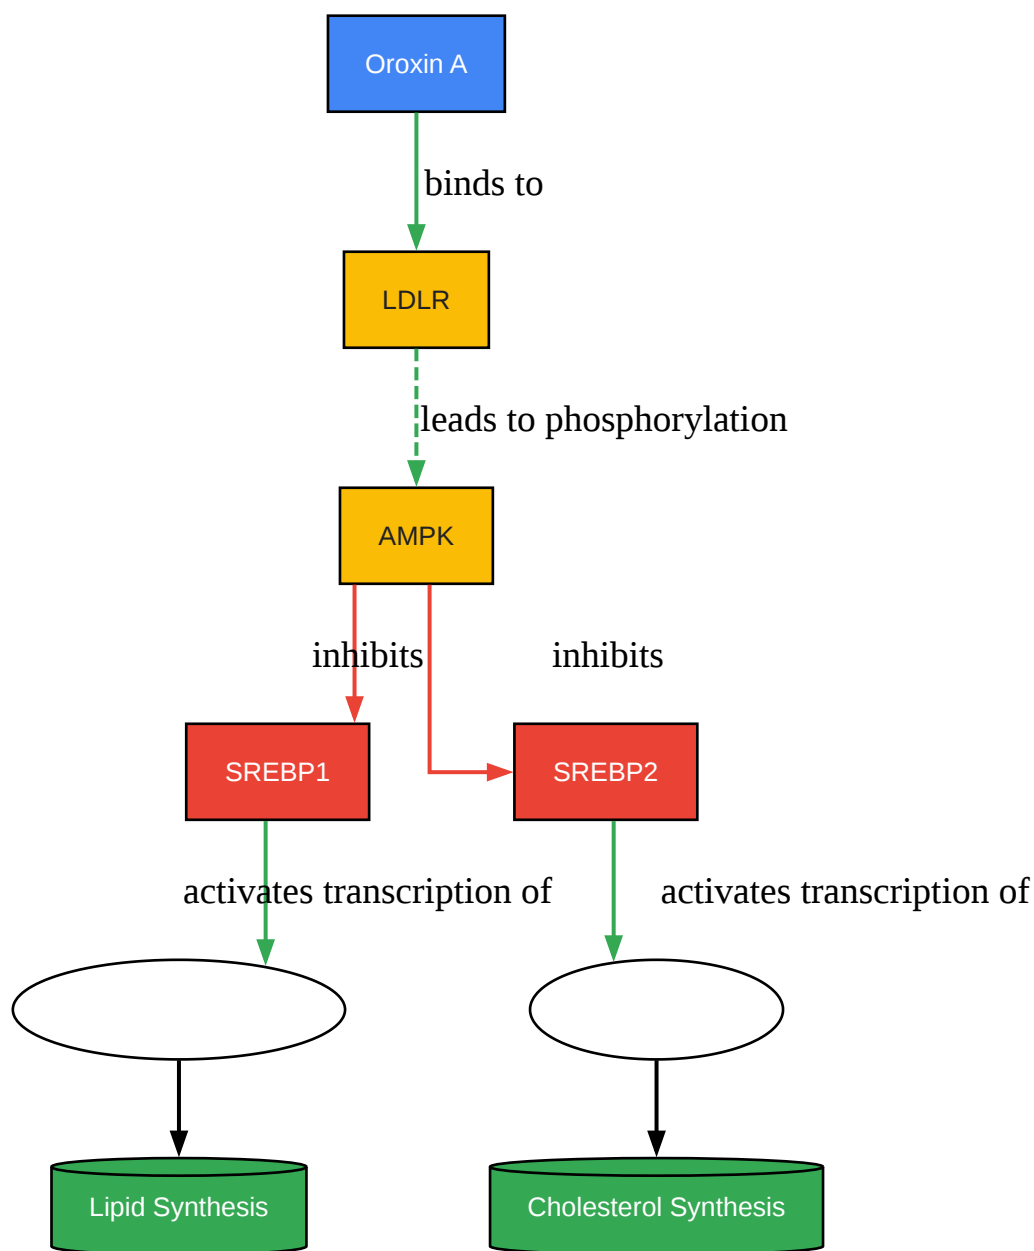 Oroxin A
binds to
LDLR
leads to phosphorylation
AMPK
inhibits
inhibits
SREBP1
SREBP2
activates transcription of
activates transcription of
Lipid Synthesis
Cholesterol Synthesis